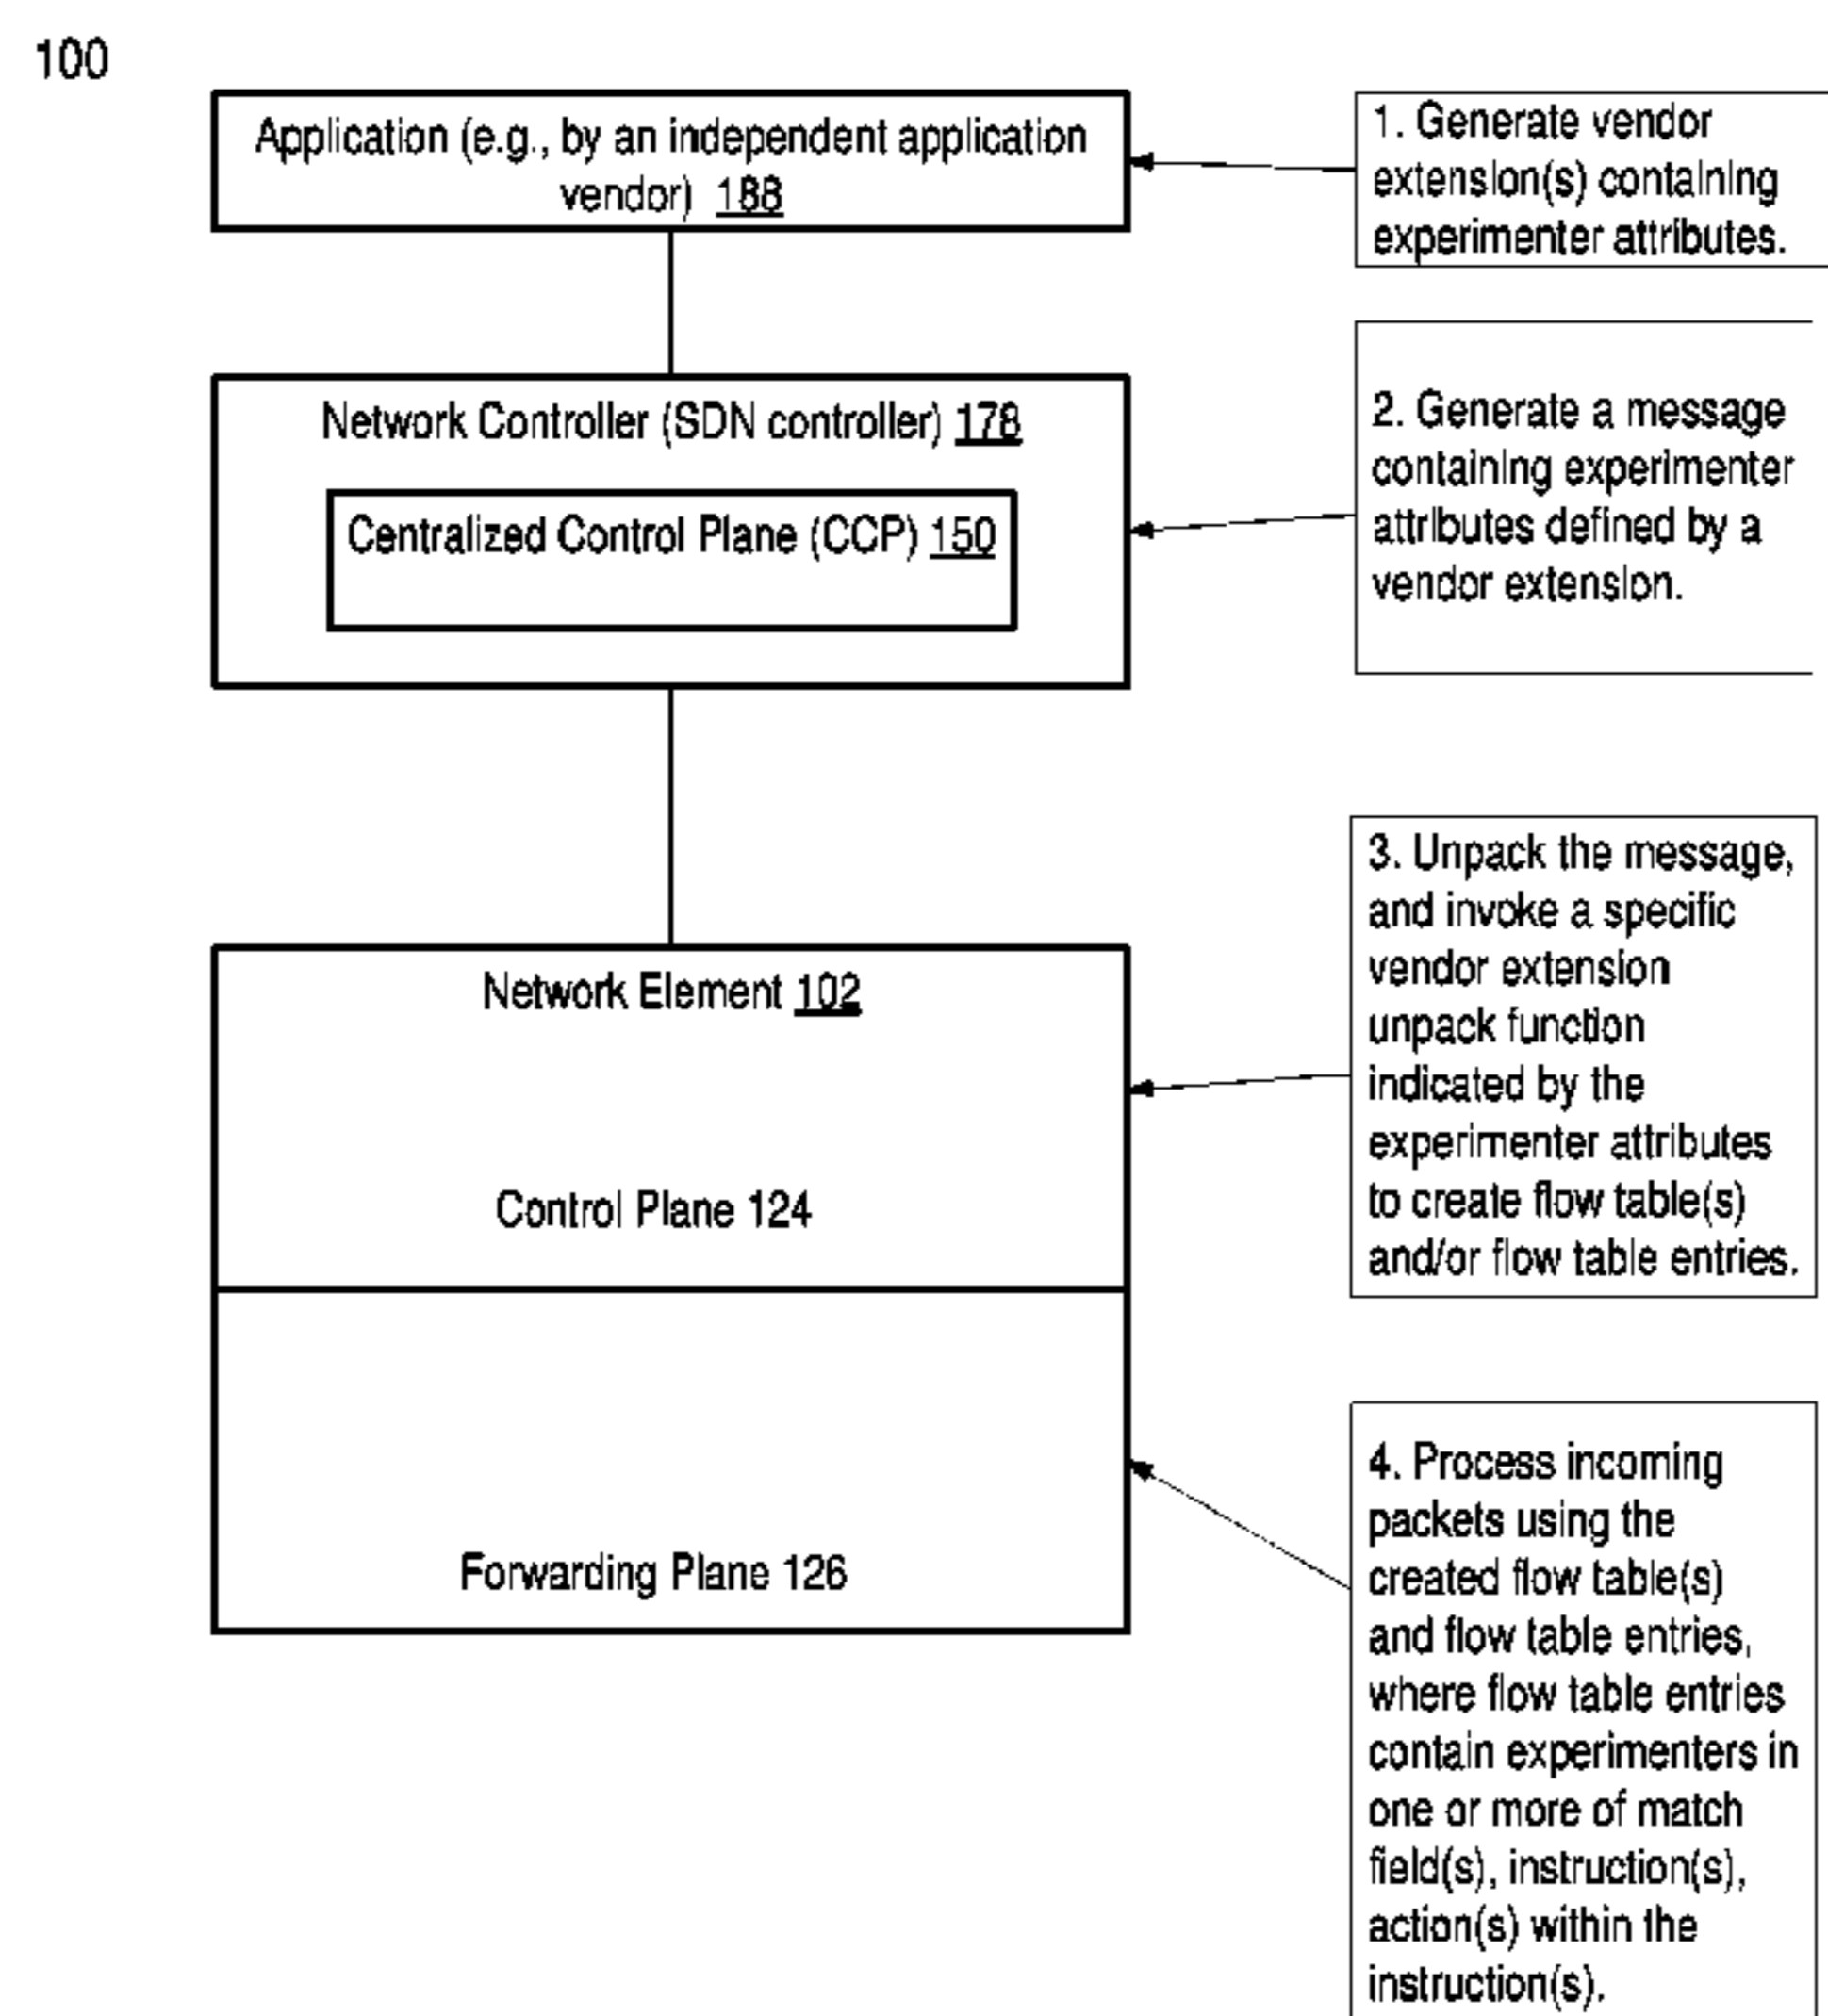 100
Application (e.g., by an independent application
vendor) 188
1. Generate vendor
extension(s) containing
experimenter attributes.
Network Controller (SDN controller) 178
Centralized Control Plane (CCP) 150
2. Generate a message
containing experimenter
attributes defined by a
vendor extension.
Network Element 102
Control Plane 124
3. Unpack the message,
and invoke a specific
vendor extension
unpack function
indicated by the
experimenter attributes
to create flow table(s)
and/or flow table entries.
Forwarding Plane 126
4. Process incoming
packets using the
created flow table(s)
and flow table entries,
where flow table entries
contain experimenters in
one or more of match
field(s), instruction(s),
action(s) within the
instruction(s).